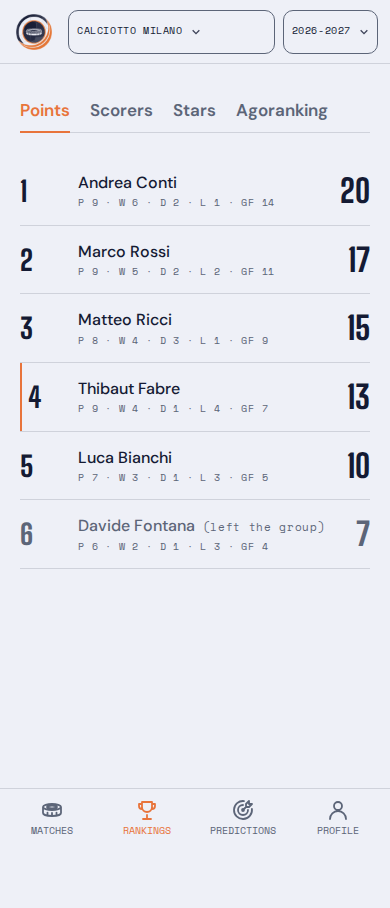 CALCIOTTO MILANO
2026-2027
Points Scorers Stars Agoranking
1 Andrea Conti 20
P 9 · W 6 · D 2 · L 1 · GF 14
2 Marco Rossi 17
P 9 · W 5 · D 2 · L 2 · GF 11
3 Matteo Ricci 15
P 8 · W 4 · D 3 · L 1 · GF 9
4 Thibaut Fabre 13
P 9 · W 4 · D 1 · L 4 · GF 7
5 Luca Bianchi 10
P 7 · W 3 · D 1 · L 3 · GF 5
6 Davide Fontana (left the group) 7
P 6 · W 2 · D 1 · L 3 · GF 4
MATCHES RANKINGS PREDICTIONS PROFILE